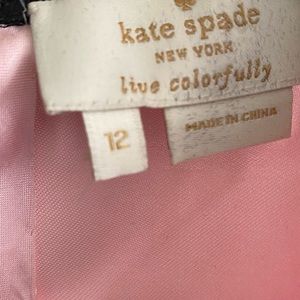 kate spade
NEW YORK
live colorfully
12
MADE IN CHINA